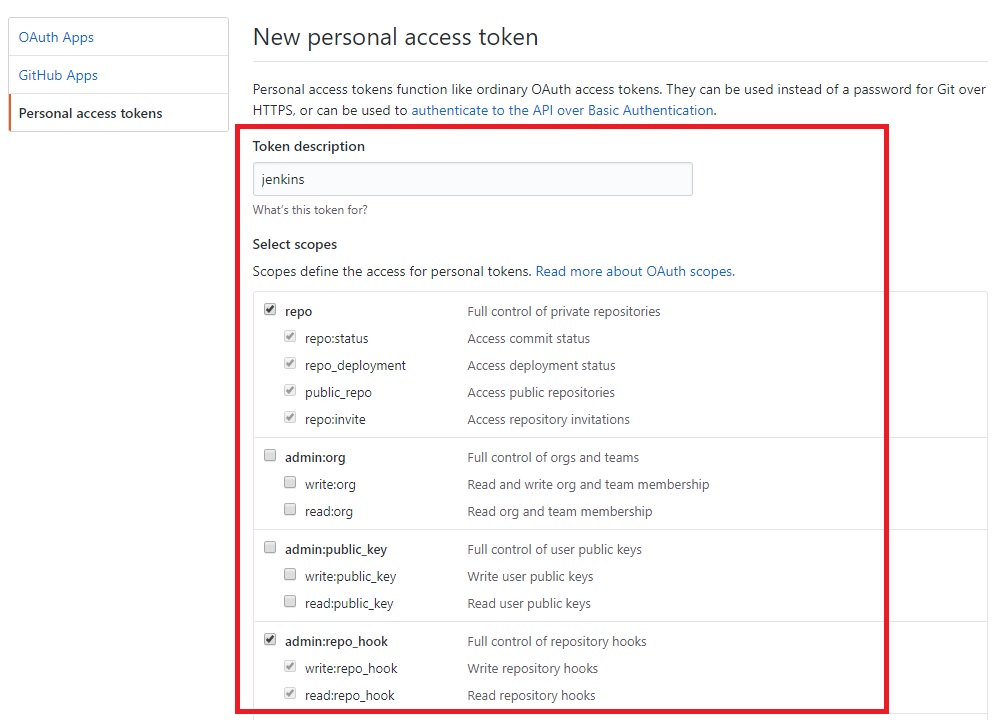 OAuth Apps
GitHub Apps
Personal access tokens
New personal access token
Personal access tokens function like ordinary OAuth access tokens. They can be used instead of a password for Git over
HTTPS, or can be used to authenticate to the API over Basic Authentication.
Token description
jenkins
What's this token for?
Select scopes
Scopes define the access for personal tokens. Read more about OAuth scopes.
repo Full control of private repositories
repo:status Access commit status
repo_deployment Access deployment status
public_repo Access public repositories
repo:invite Access repository invitations
admin:org Full control of orgs and teams
write:org Read and write org and team membership
read:org Read org and team membership
admin:public_key Full control of user public keys
write:public_key Write user public keys
read:public_key Read user public keys
admin:repo_hook Full control of repository hooks
write:repo_hook Write repository hooks
read:repo_hook Read repository hooks